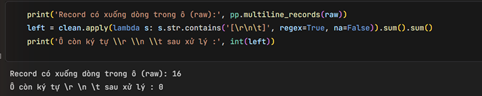 print('Record có xuống dòng trong ô (raw):', pp.multiline_records(raw))
left = clean.apply(lambda s: s.str.contains('[\r\n\t]', regex=True, na=False)).sum().sum()
print('Ô còn ký tự \\r \\n \\t sau xử lý :', int(left))
Record có xuống dòng trong ô (raw): 16
Ô còn ký tự \r \n \t sau xử lý : 0